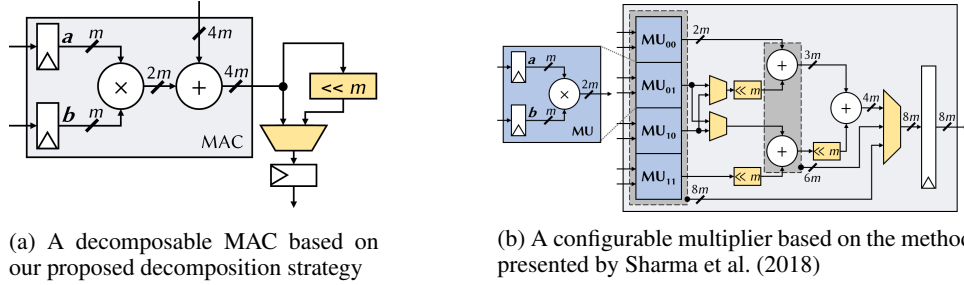 a
m
4m
×
2m
+
4m
<< m
b
m
MAC
a
m
×
2m
b
m
MU
MU00
2m
+
3m
MU01
<< m
MU10
+
4m
+
<< m
8m
8m
MU11
<< m
6m
8m
(a) A decomposable MAC based on
our proposed decomposition strategy
(b) A configurable multiplier based on the method
presented by Sharma et al. (2018)